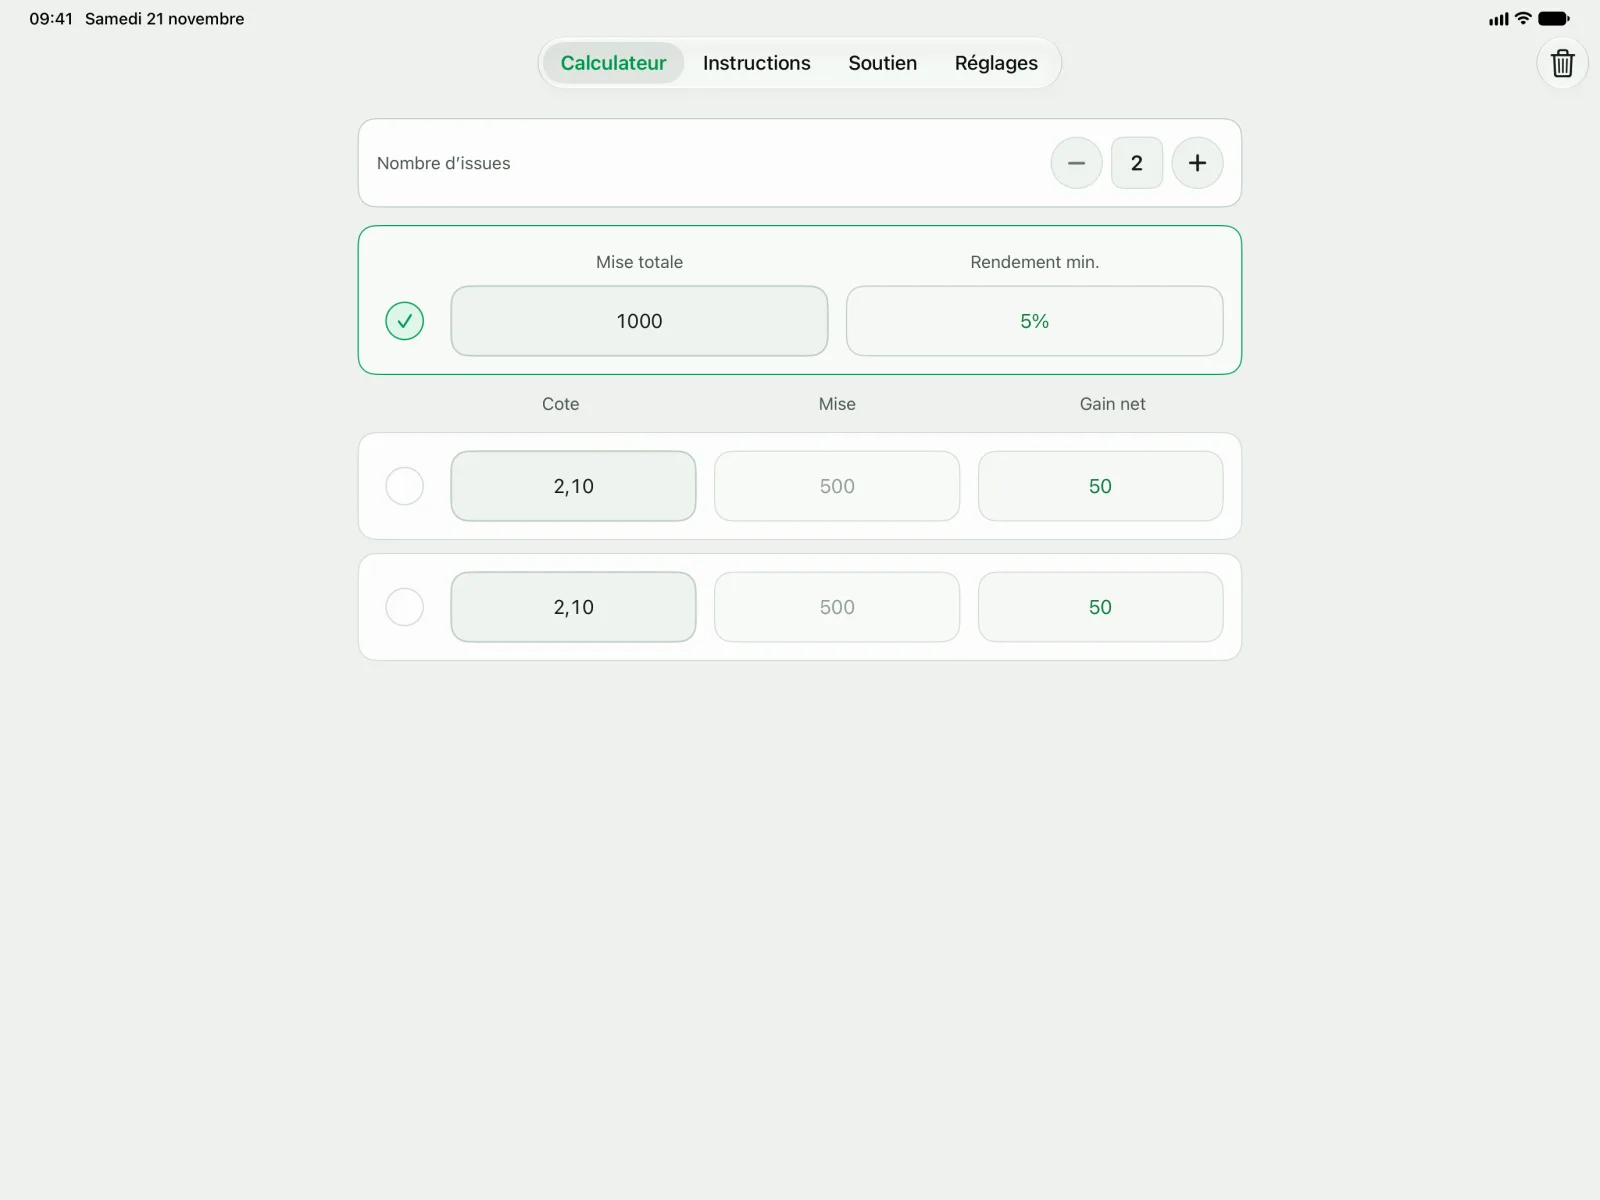 09:41 Samedi 21 novembre
Calculateur Instructions Soutien Réglages
Nombre d’issues 2
Mise totale Rendement min.
1000 5%
Cote Mise Gain net
2,10 500 50
2,10 500 50